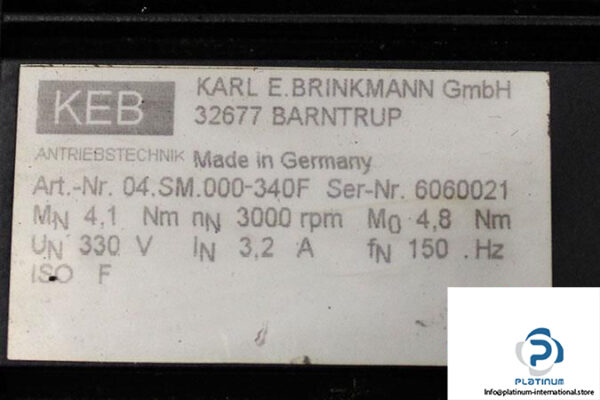 KEB
KARL E.BRINKMANN GmbH
32677 BARNTRUP
ANTRIEBSTECHNIK Made in Germany
Art.-Nr. 04.SM.000-340F Ser-Nr. 6060021
MN 4,1 Nm nN 3000 rpm M0 4,8 Nm
UN 330 V IN 3,2 A fN 150 .Hz
ISO F
PLATINUM
Info@platinum-international.store